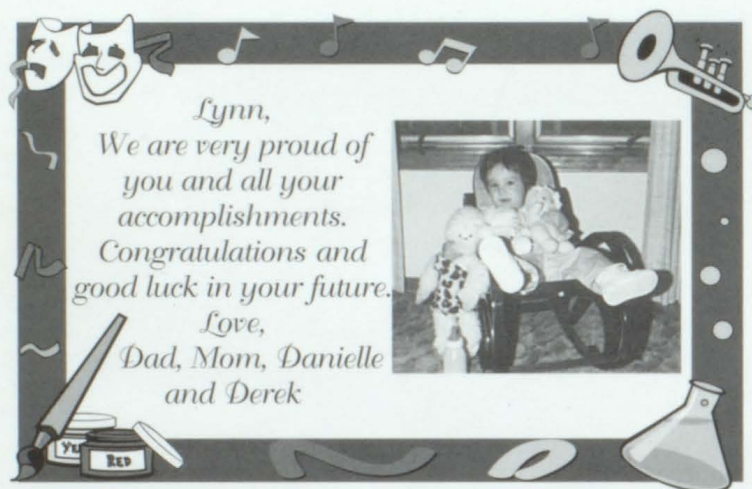 Lynn,
We are very proud of
you and all your
accomplishments.
Congratulations and
good luck in your future.
Love,
Dad, Mom, Danielle
and Derek
YE
RED